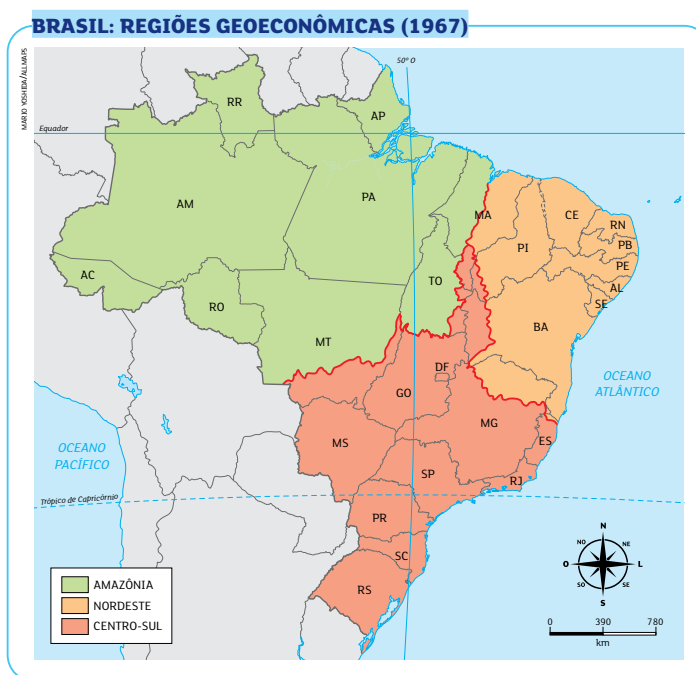 BRASIL: REGIÕES GEOECONÔMICAS (1967)
MARIO YOSHIDA/ALLMAPS
50º O
Equador
RR
AP
AM
PA
MA
CE
RN
PB
PI
PE
AL
SE
AC
TO
RO
BA
MT
DF
GO
OCEANO
ATLÂNTICO
MG
MS
ES
OCEANO
PACÍFICO
SP
RJ
Trópico de Capricórnio
PR
SC
RS
N
NO
NE
O
L
SO
SE
S
AMAZÔNIA
NORDESTE
CENTRO-SUL
0 390 780
km